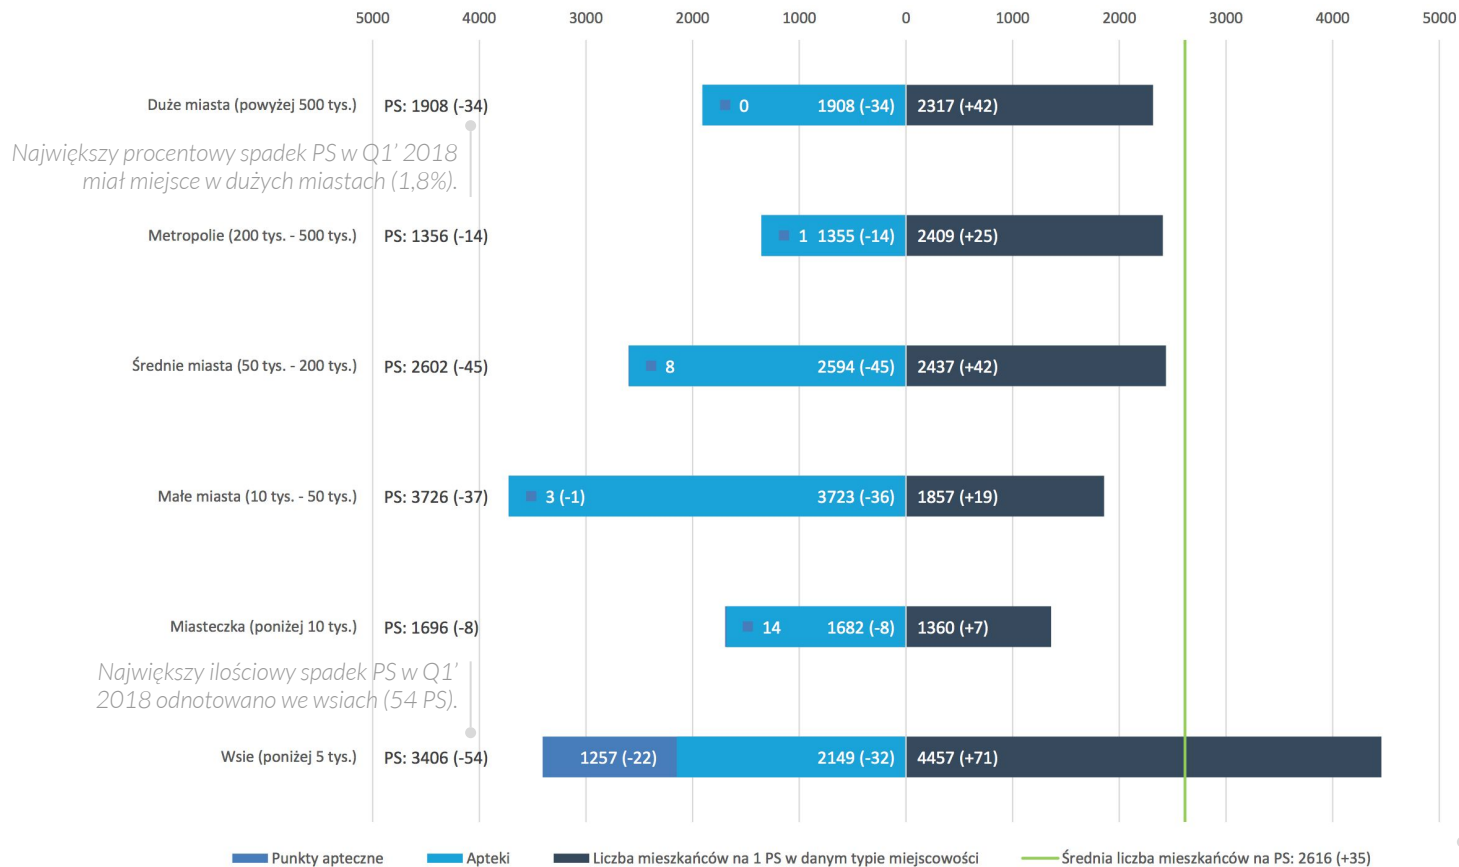 5000 4000 3000 2000 1000 0 1000 2000 3000 4000 5000
Duże miasta (powyżej 500 tys.) PS: 1908 (-34) 0 1908 (-34) 2317 (+42)
Największy procentowy spadek PS w Q1’ 2018
miał miejsce w dużych miastach (1,8%).
Metropolie (200 tys. - 500 tys.) PS: 1356 (-14) 1 1355 (-14) 2409 (+25)
Średnie miasta (50 tys. - 200 tys.) PS: 2602 (-45) 8 2594 (-45) 2437 (+42)
Małe miasta (10 tys. - 50 tys.) PS: 3726 (-37) 3 (-1) 3723 (-36) 1857 (+19)
Miasteczka (poniżej 10 tys.) PS: 1696 (-8) 14 1682 (-8) 1360 (+7)
Największy ilościowy spadek PS w Q1’
2018 odnotowano we wsiach (54 PS).
Wsie (poniżej 5 tys.) PS: 3406 (-54) 1257 (-22) 2149 (-32) 4457 (+71)
Punkty apteczne Apteki Liczba mieszkańców na 1 PS w danym typie miejscowości Średnia liczba mieszkańców na PS: 2616 (+35)